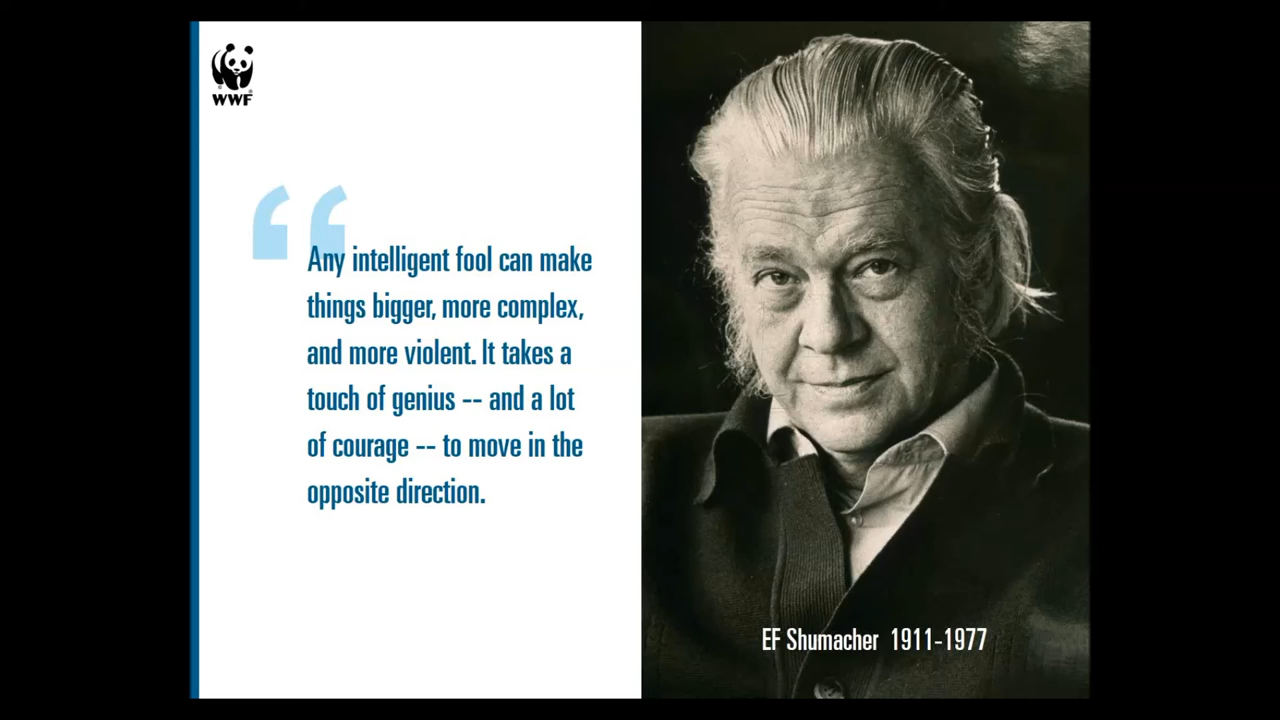 WWF
Any intelligent fool can make
things bigger, more complex,
and more violent. It takes a
touch of genius -- and a lot
of courage -- to move in the
opposite direction.
EF Shumacher 1911-1977